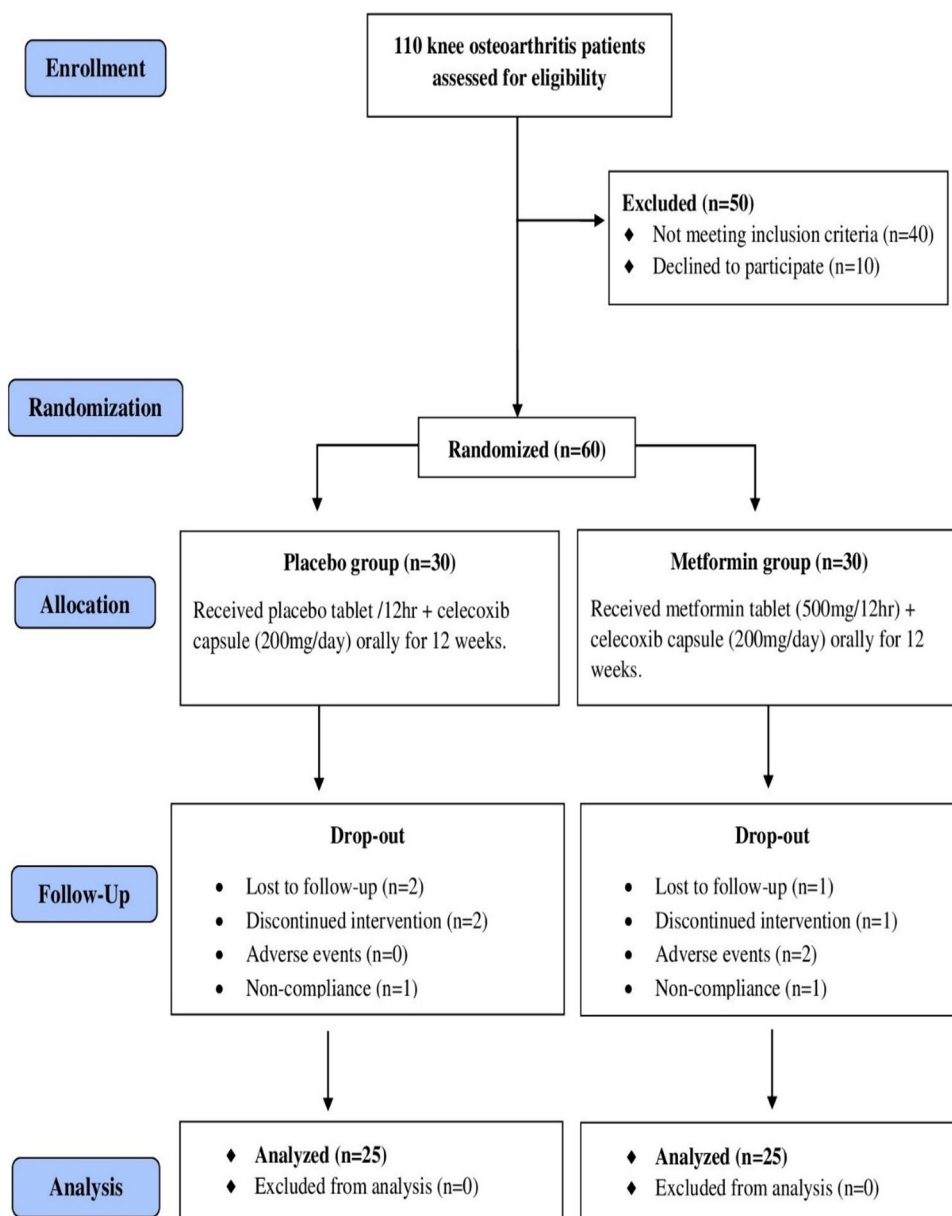 Enrollment
110 knee osteoarthritis patients
assessed for eligibility
Excluded (n=50)
♦ Not meeting inclusion criteria (n=40)
♦ Declined to participate (n=10)
Randomization
Randomized (n=60)
Allocation
Placebo group (n=30)
Received placebo tablet /12hr + celecoxib
capsule (200mg/day) orally for 12 weeks.
Metformin group (n=30)
Received metformin tablet (500mg/12hr) +
celecoxib capsule (200mg/day) orally for 12
weeks.
Follow-Up
Drop-out
• Lost to follow-up (n=2)
• Discontinued intervention (n=2)
• Adverse events (n=0)
• Non-compliance (n=1)
Drop-out
• Lost to follow-up (n=1)
• Discontinued intervention (n=1)
• Adverse events (n=2)
• Non-compliance (n=1)
Analysis
♦ Analyzed (n=25)
♦ Excluded from analysis (n=0)
♦ Analyzed (n=25)
♦ Excluded from analysis (n=0)